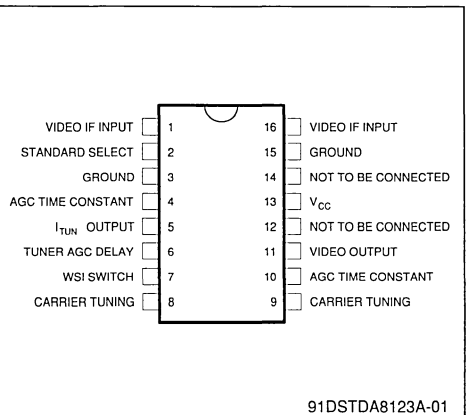 VIDEO IF INPUT 1 16 VIDEO IF INPUT
STANDARD SELECT 2 15 GROUND
GROUND 3 14 NOT TO BE CONNECTED
AGC TIME CONSTANT 4 13 VCC
ITUN OUTPUT 5 12 NOT TO BE CONNECTED
TUNER AGC DELAY 6 11 VIDEO OUTPUT
WSI SWITCH 7 10 AGC TIME CONSTANT
CARRIER TUNING 8 9 CARRIER TUNING
91DSTDA8123A-01